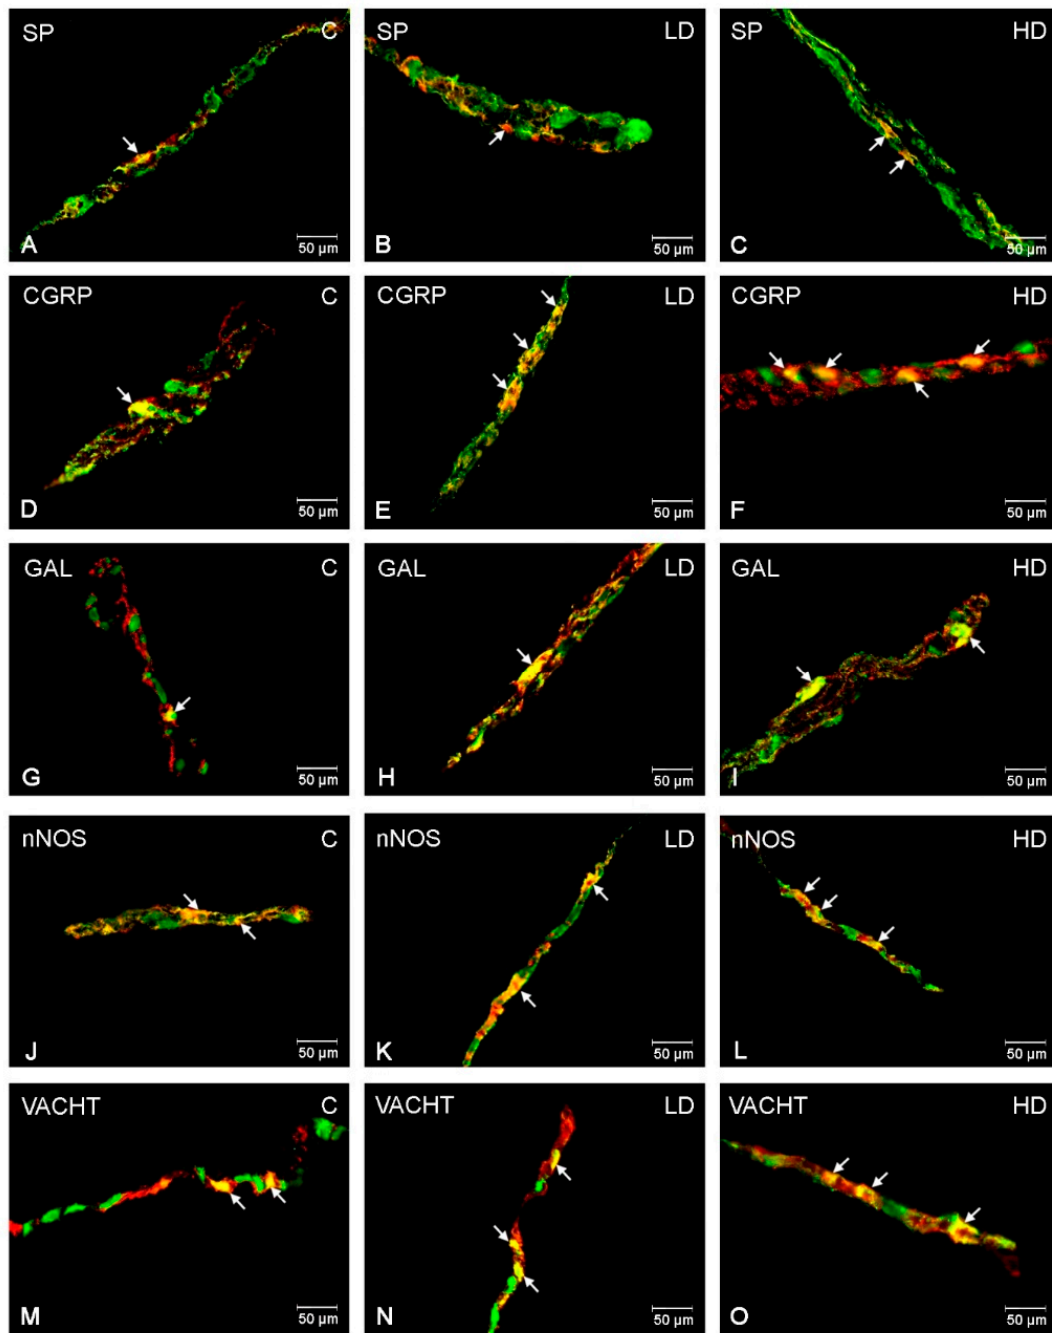 SP C
50 µm
A
SP LD
50 µm
B
SP HD
50 µm
C
CGRP C
50 µm
D
CGRP LD
50 µm
E
CGRP HD
50 µm
F
GAL C
50 µm
G
GAL LD
50 µm
H
GAL HD
50 µm
I
nNOS C
50 µm
J
nNOS LD
50 µm
K
nNOS HD
50 µm
L
VACHT C
50 µm
M
VACHT LD
50 µm
N
VACHT HD
50 µm
O